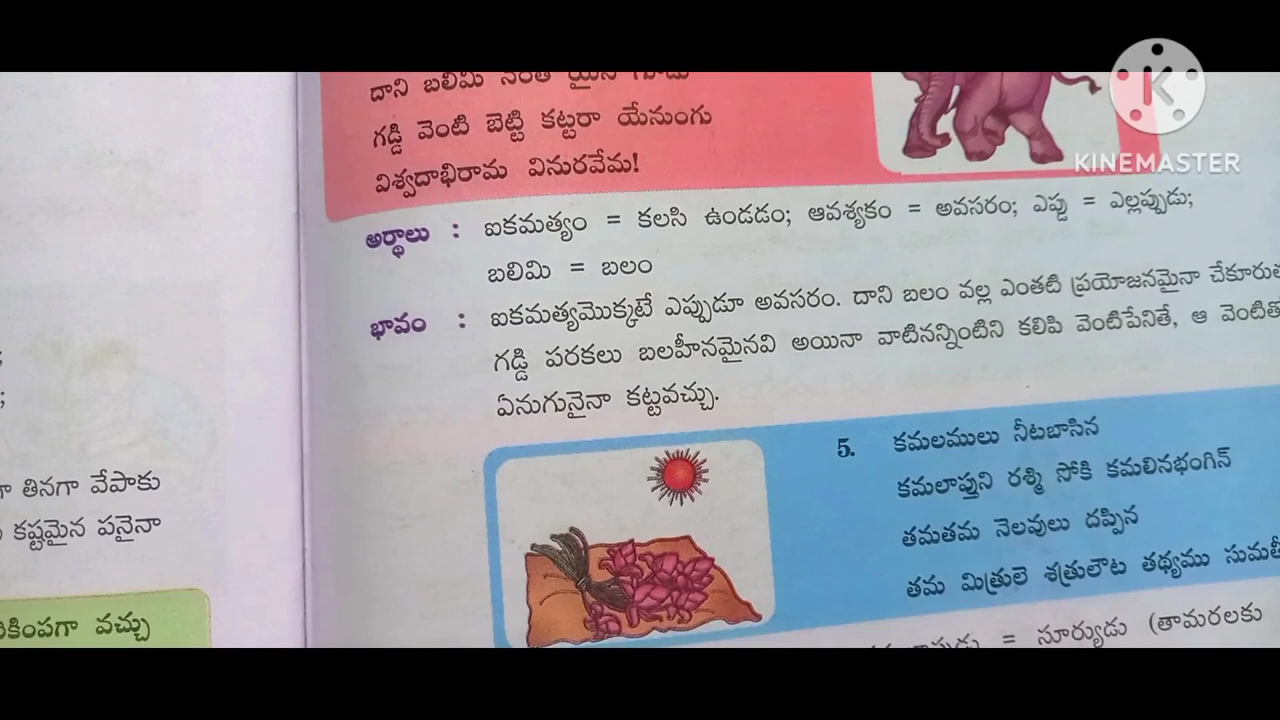 దాని బలిమి
గడ్డి వెంటి బెట్టి కట్టరా యేనుంగు
విశ్వదాభిరామ వినురవేమ!
KINEMASTER
అర్థాలు : ఐకమత్యం = కలసి ఉండడం; ఆవశ్యకం = అవసరం; ఎప్డు = ఎల్లప్పుడు;
బలిమి = బలం
భావం : ఐకమత్యమొక్కటే ఎప్పుడూ అవసరం. దాని బలం వల్ల ఎంతటి ప్రయోజనమైనా
గడ్డి పరకలు బలహీనమైనవి అయినా వాటినన్నింటిని కలిపి వెంటిపేనితే, ఆ
ఏనుగునైనా కట్టవచ్చు.
5. కమలములు నీటబాసిన
కమలాప్తుని రశ్మి సోకి కమలినభంగిన్
తమతమ నెలవులు దప్పిన
తమ మిత్రులె శత్రులౌట తథ్యము
= సూర్యుడు (తామరలకు
తినగా వేపాకు
కష్టమైన పనైనా
వచ్చు